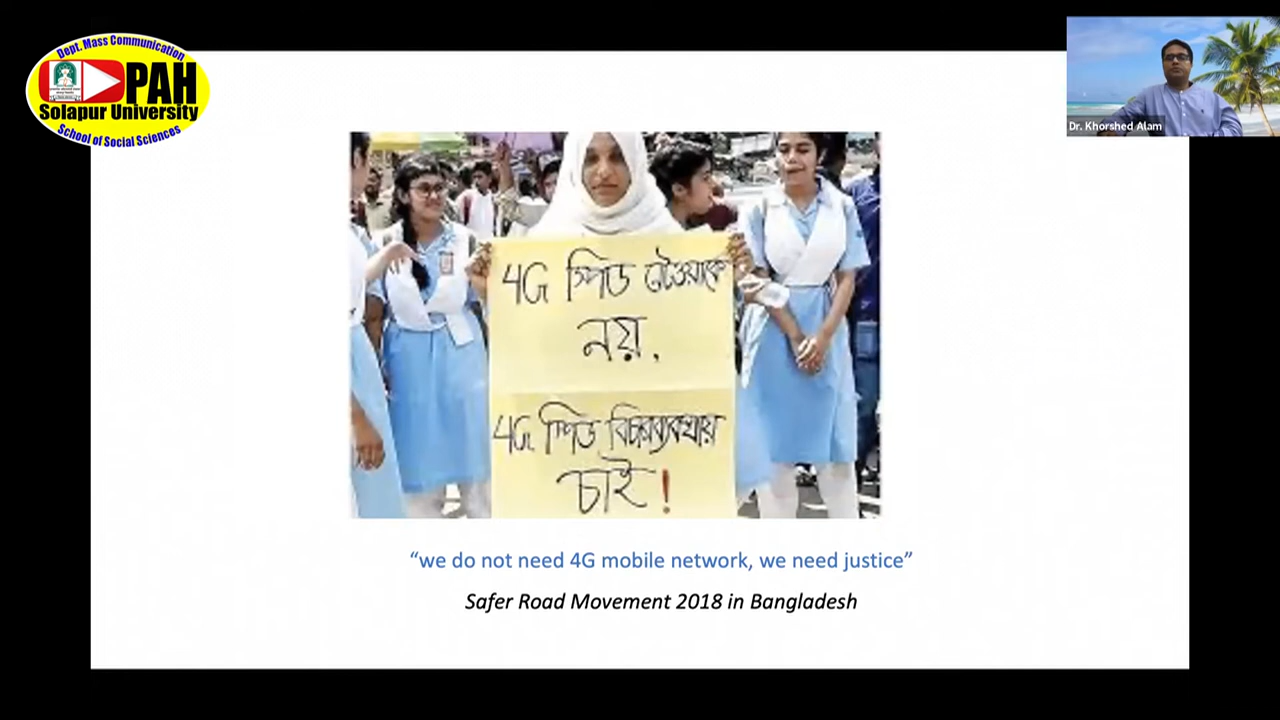 Dept. Mass Communication
PAH
Solapur University
School of Social Sciences
Dr. Khorshed Alam
4G স্পিড নেটওয়াকে
নয়,
4G স্পিড বিচারব্যবস্থায়
চাই!
“we do not need 4G mobile network, we need justice”
Safer Road Movement 2018 in Bangladesh